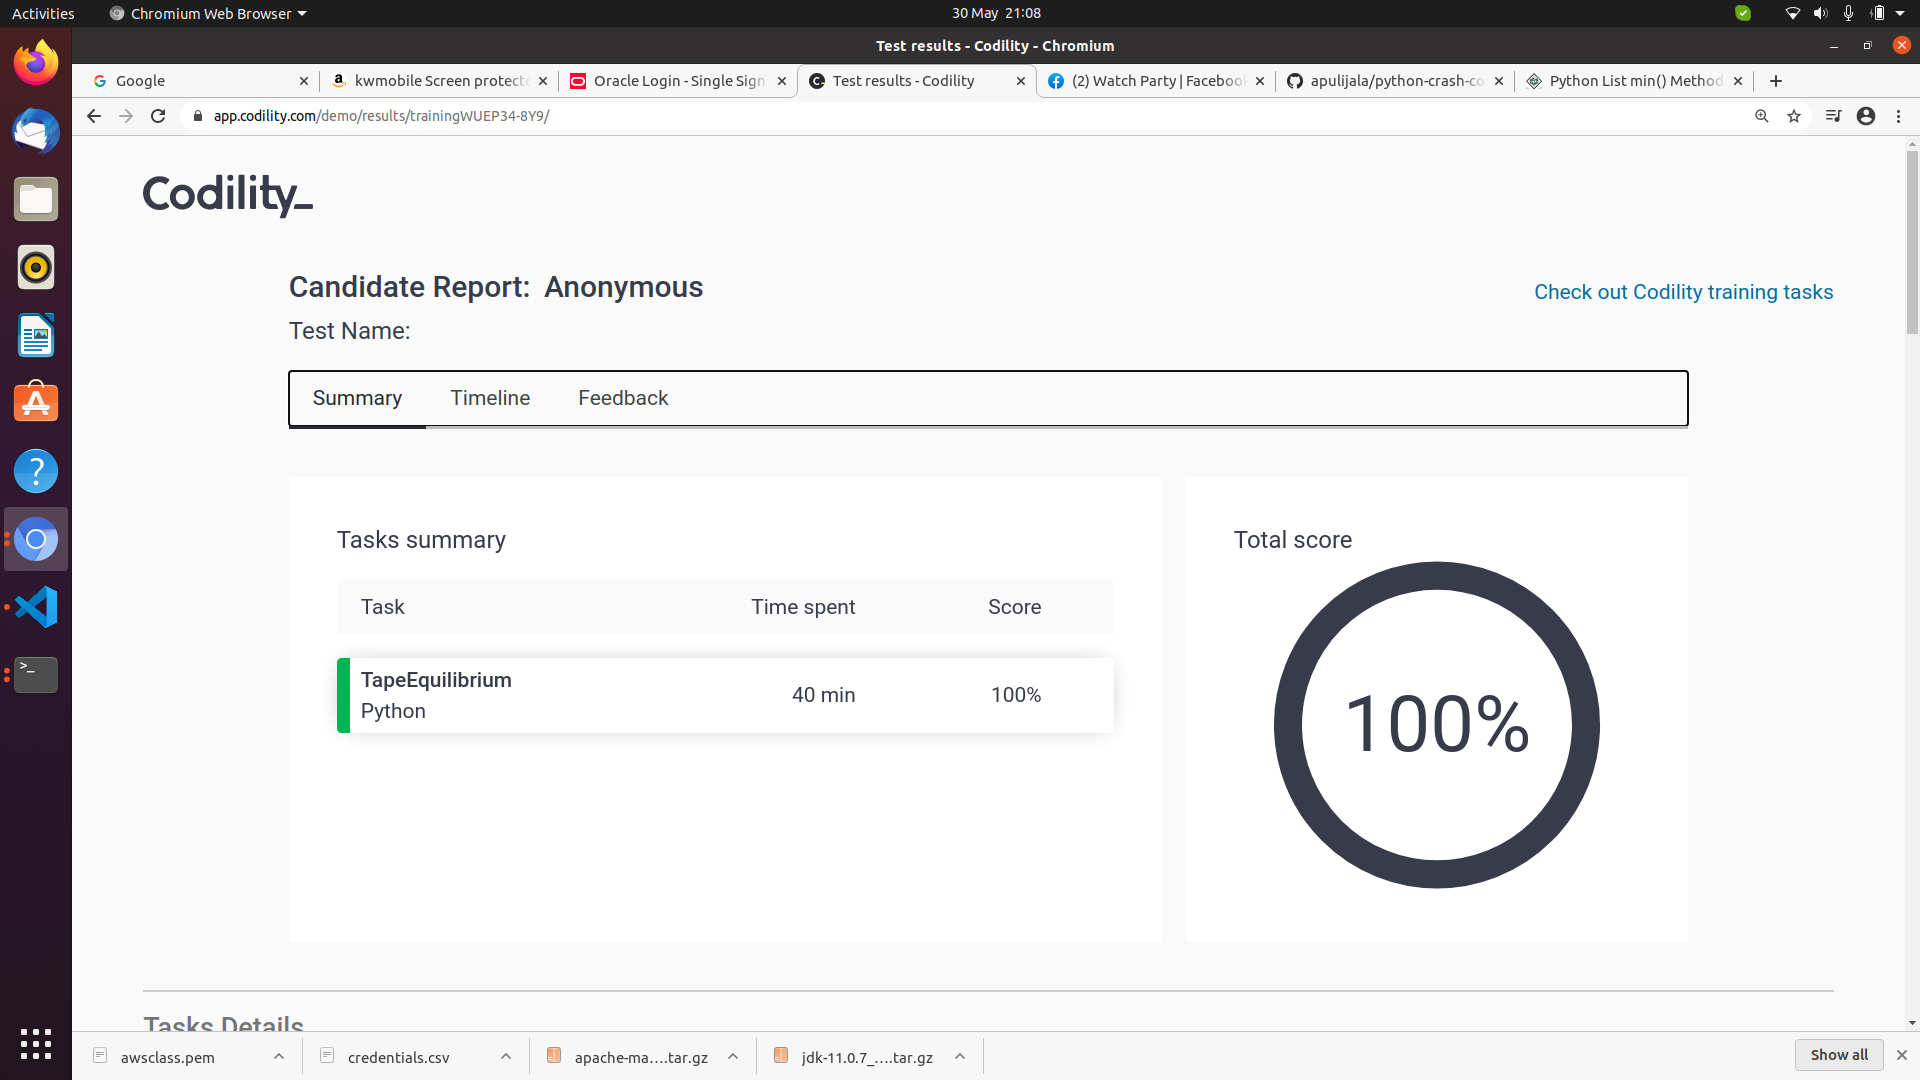 Activities
Chromium Web Browser
30 May 21:08
Test results - Codility - Chromium
Google
kwmobile Screen protect
Oracle Login - Single Sign
Test results - Codility
(2) Watch Party | Facebook
apulijala/python-crash-co
Python List min() Method
app.codility.com/demo/results/trainingWUEP34-8Y9/
Codility_
Candidate Report: Anonymous
Check out Codility training tasks
Test Name:
Summary
Timeline
Feedback
Tasks summary
Total score
Task
Time spent
Score
TapeEquilibrium
Python
40 min
100%
100%
Tasks Details
awsclass.pem
credentials.csv
apache-ma....tar.gz
jdk-11.0.7_....tar.gz
Show all